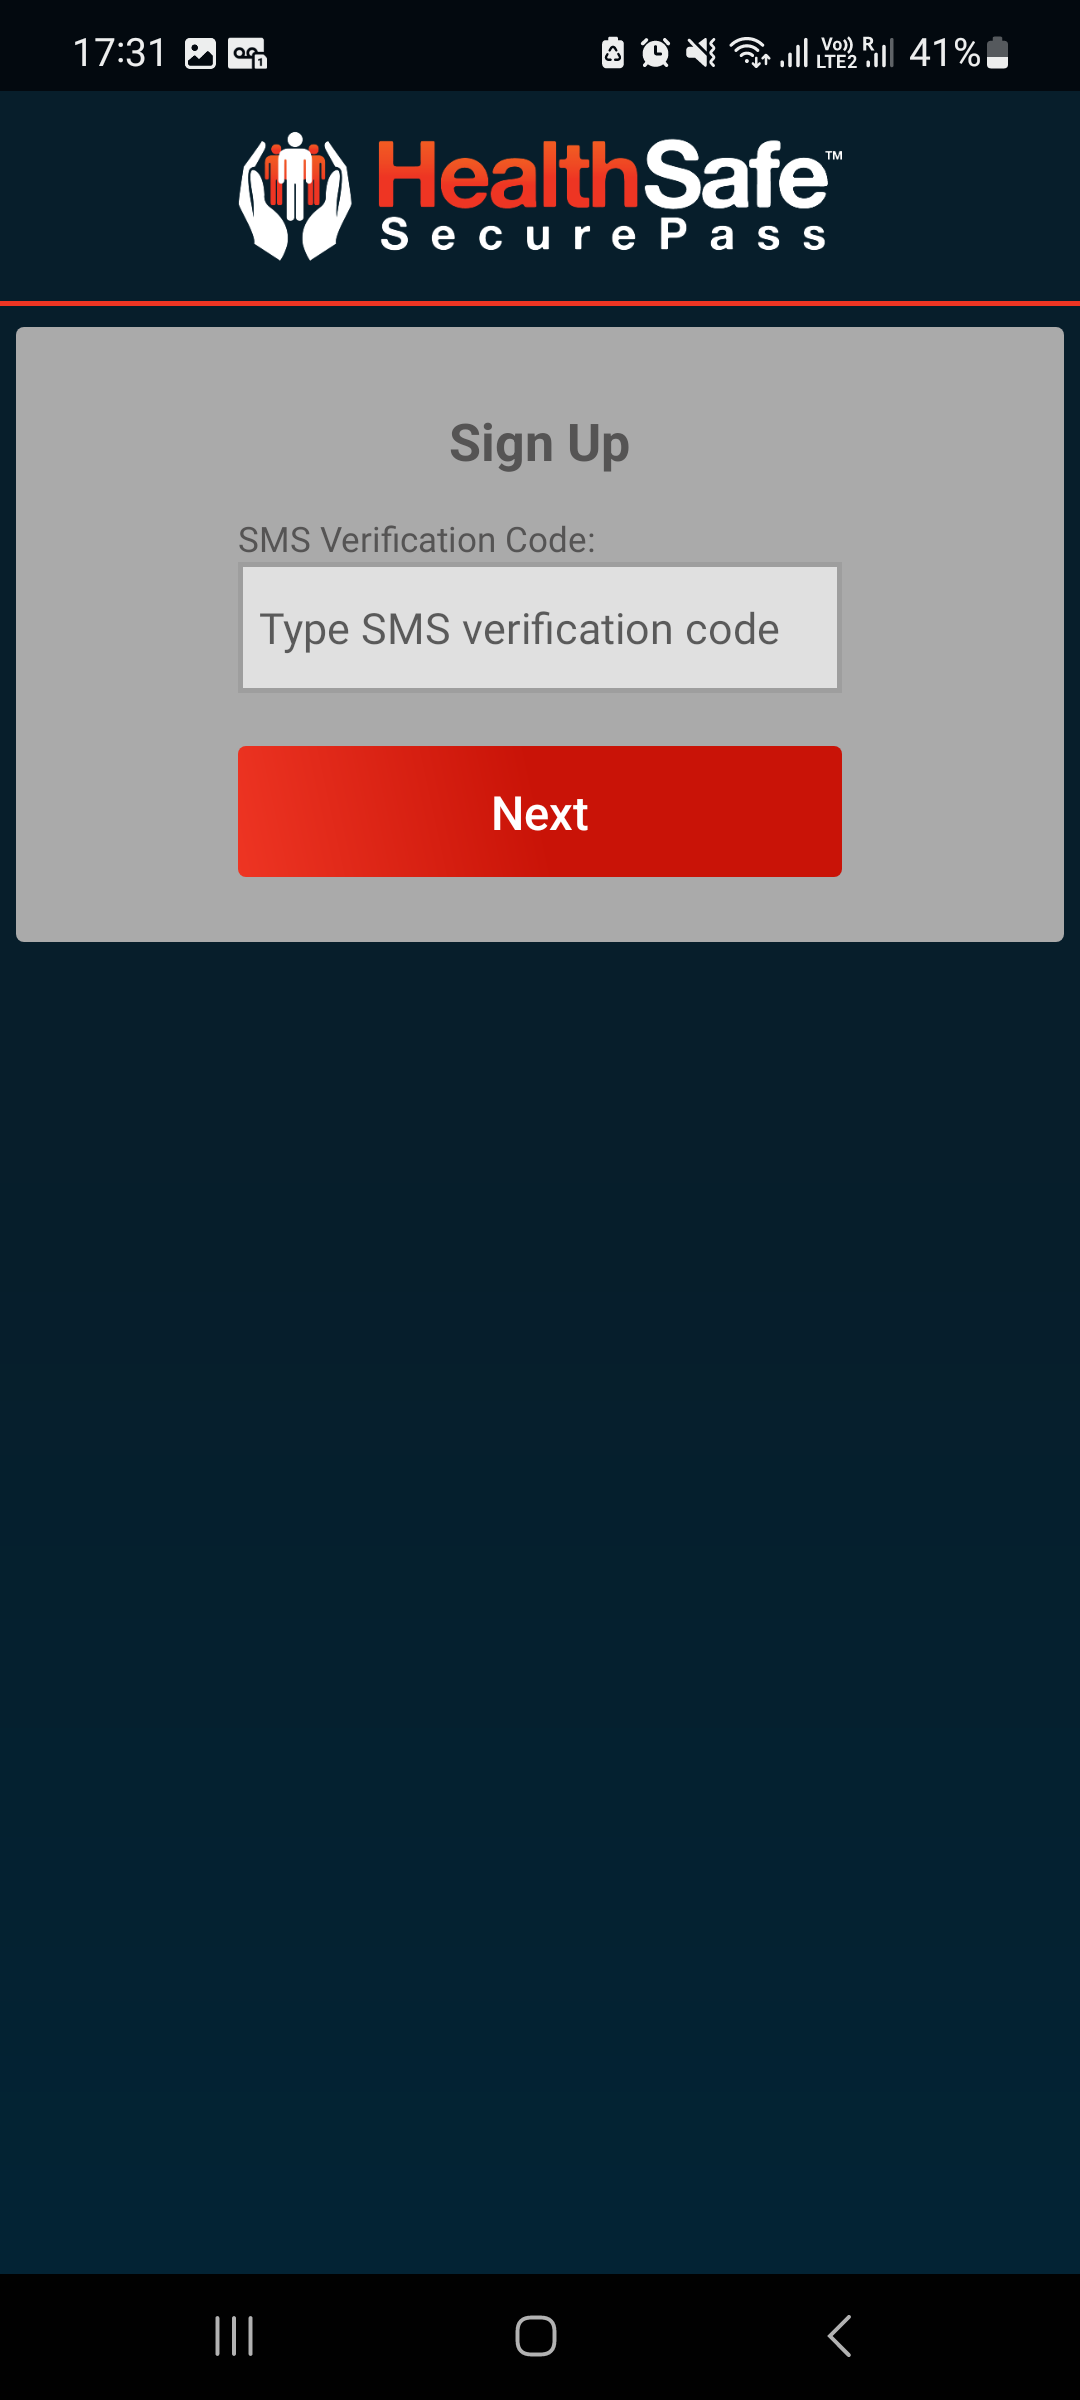 17:31
Vo)) R 41%
LTE2
HealthSafe™
SecurePass
Sign Up
SMS Verification Code:
Type SMS verification code
Next